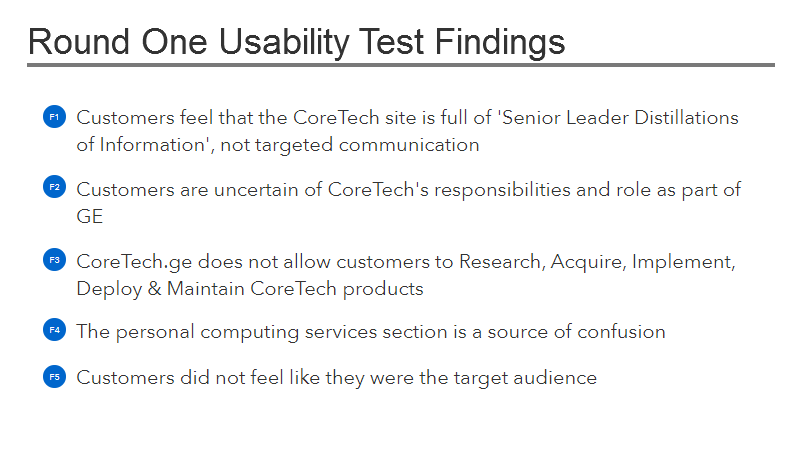 Round One Usability Test Findings
F1 Customers feel that the CoreTech site is full of 'Senior Leader Distillations
of Information', not targeted communication
F2 Customers are uncertain of CoreTech's responsibilities and role as part of
GE
F3 CoreTech.ge does not allow customers to Research, Acquire, Implement,
Deploy & Maintain CoreTech products
F4 The personal computing services section is a source of confusion
F5 Customers did not feel like they were the target audience